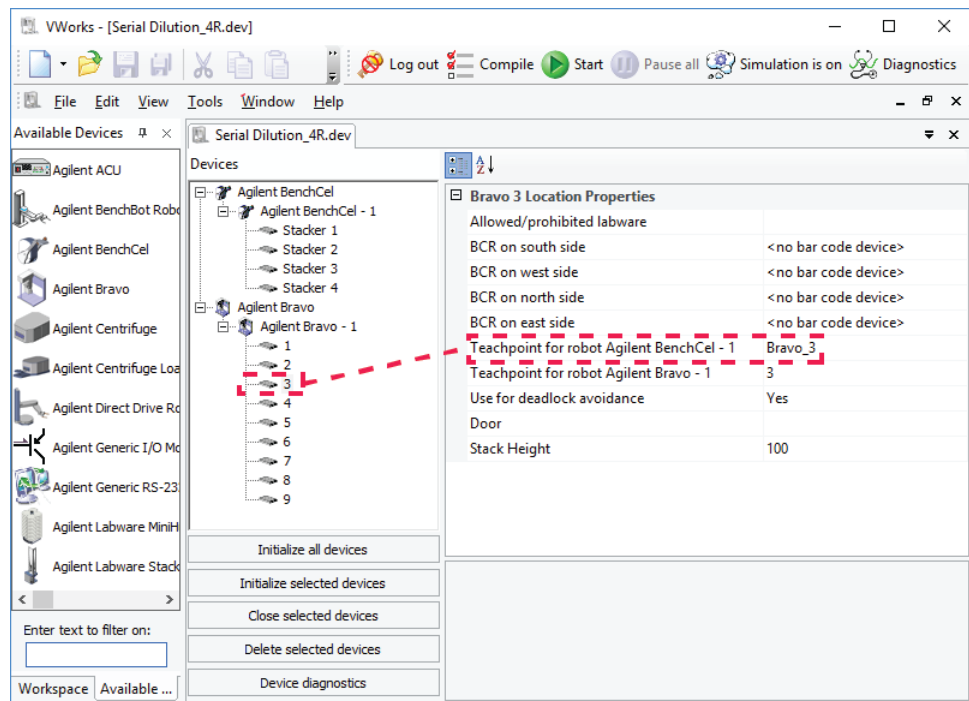 VWorks - [Serial Dilution_4R.dev]
Log out Compile Start Pause all Simulation is on Diagnostics
File Edit View Tools Window Help
Available Devices
Agilent ACU
Agilent BenchBot Robo
Agilent BenchCel
Agilent Bravo
Agilent Centrifuge
Agilent Centrifuge Loa
Agilent Direct Drive Ro
Agilent Generic I/O Mo
Agilent Generic RS-23
Agilent Labware MiniH
Agilent Labware Stack
Enter text to filter on:
Workspace Available ...
Serial Dilution_4R.dev
Devices
Agilent BenchCel
Agilent BenchCel - 1
Stacker 1
Stacker 2
Stacker 3
Stacker 4
Agilent Bravo
Agilent Bravo - 1
1
2
3
4
5
6
7
8
9
Initialize all devices
Initialize selected devices
Close selected devices
Delete selected devices
Device diagnostics
Bravo 3 Location Properties
Allowed/prohibited labware
BCR on south side <no bar code device>
BCR on west side <no bar code device>
BCR on north side <no bar code device>
BCR on east side <no bar code device>
Teachpoint for robot Agilent BenchCel - 1 Bravo_3
Teachpoint for robot Agilent Bravo - 1 3
Use for deadlock avoidance Yes
Door
Stack Height 100